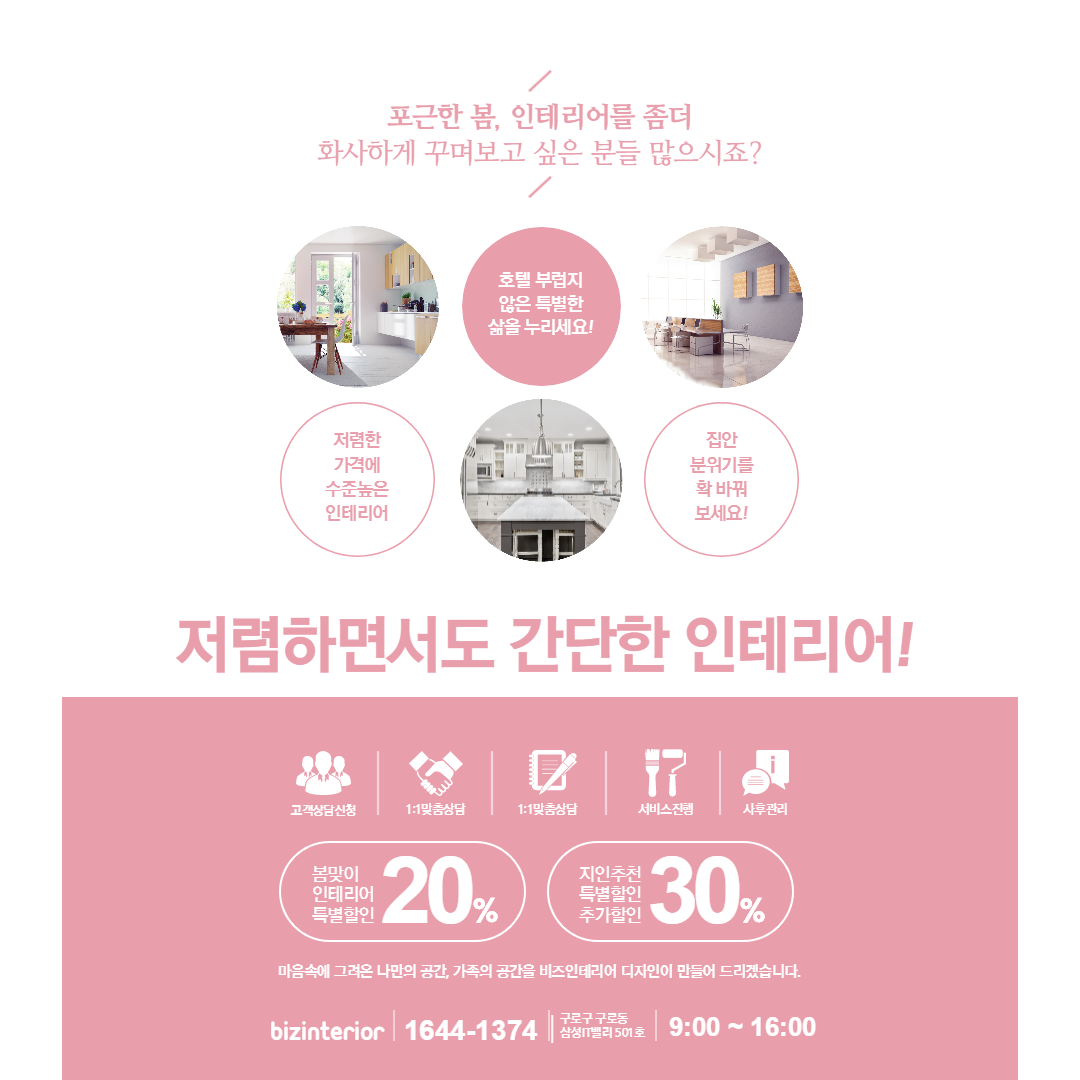 포근한 봄, 인테리어를 좀더
화사하게 꾸며보고 싶은 분들 많으시죠?
호텔 부럽지
않은 특별한
삶을 누리세요!
저렴한
가격에
수준높은
인테리어
집안
분위기를
확 바꿔
보세요!
저렴하면서도 간단한 인테리어!
고객상담신청
1:1맞춤상담
1:1맞춤상담
서비스진행
사후관리
봄맞이
인테리어
특별할인
20%
지인추천
특별할인
추가할인
30%
마음속에 그려온 나만의 공간, 가족의 공간을 비즈인테리어 디자인이 만들어 드리겠습니다.
bizinterior
1644-1374
구로구 구로동
삼성IT밸리 501호
9:00 ~ 16:00